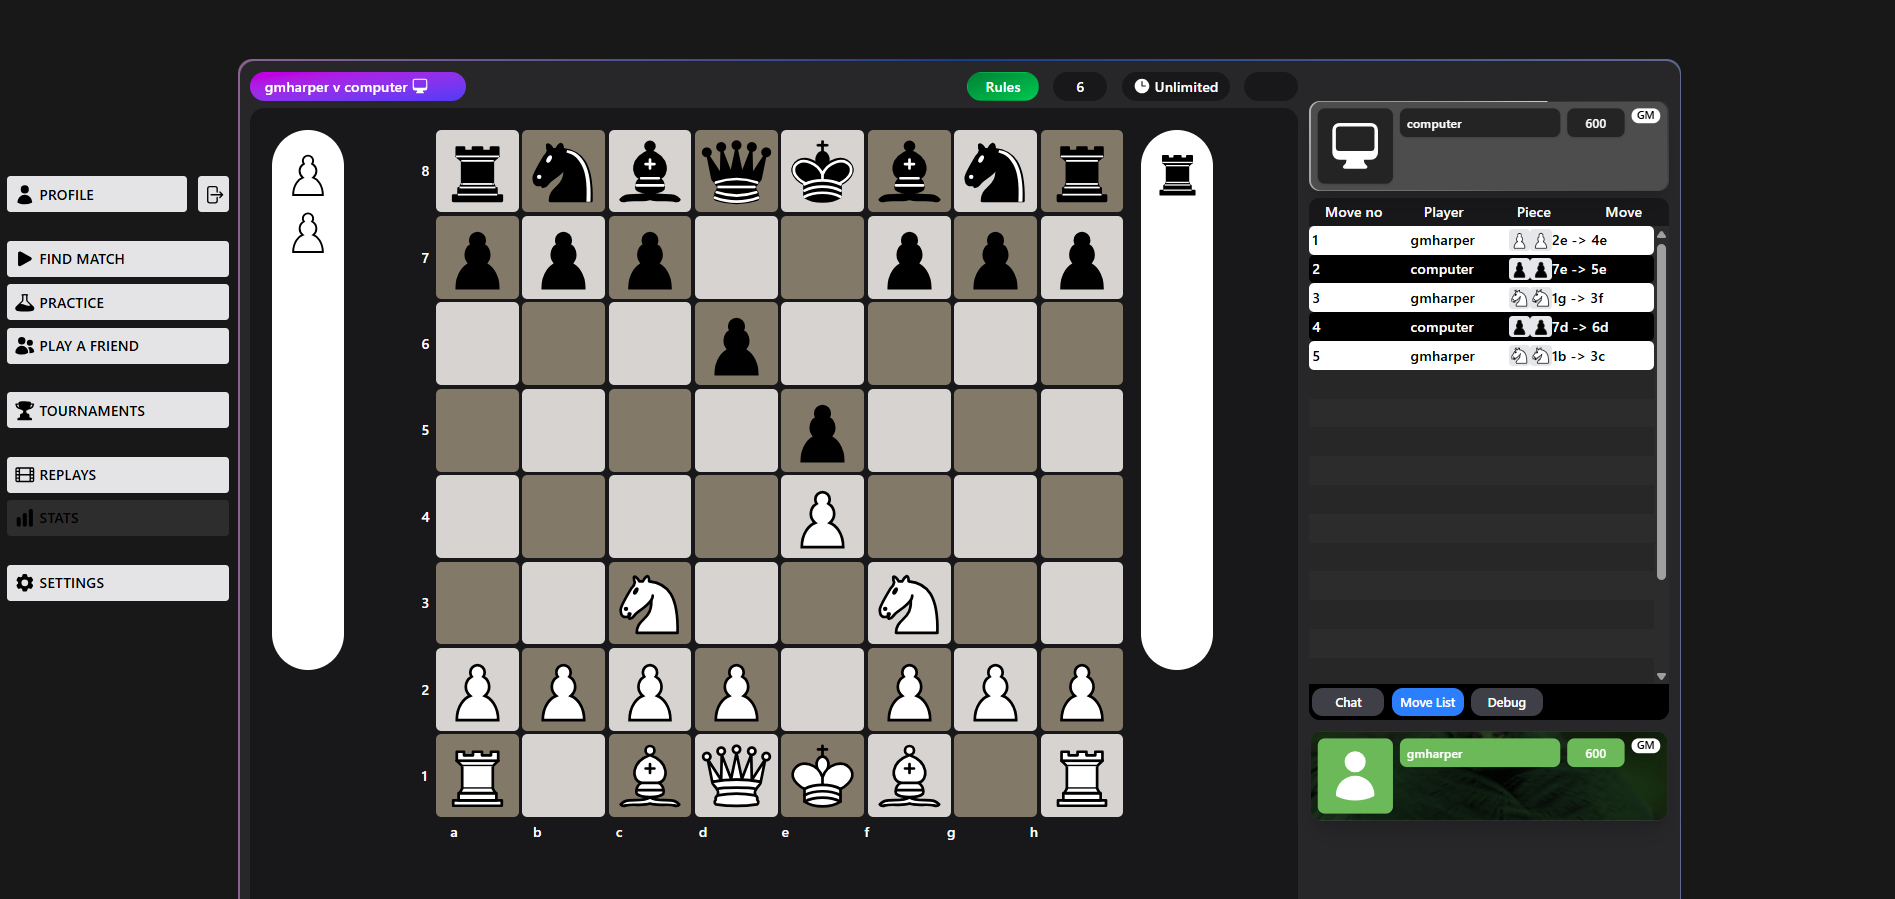 gmharper v computer
Rules
6
Unlimited
PROFILE
FIND MATCH
PRACTICE
PLAY A FRIEND
TOURNAMENTS
REPLAYS
STATS
SETTINGS
8
7
6
5
4
3
2
1
a b c d e f g h
computer 600 GM
Move no Player Piece Move
1 gmharper 2e -> 4e
2 computer 7e -> 5e
3 gmharper 1g -> 3f
4 computer 7d -> 6d
5 gmharper 1b -> 3c
Chat Move List Debug
gmharper 600 GM